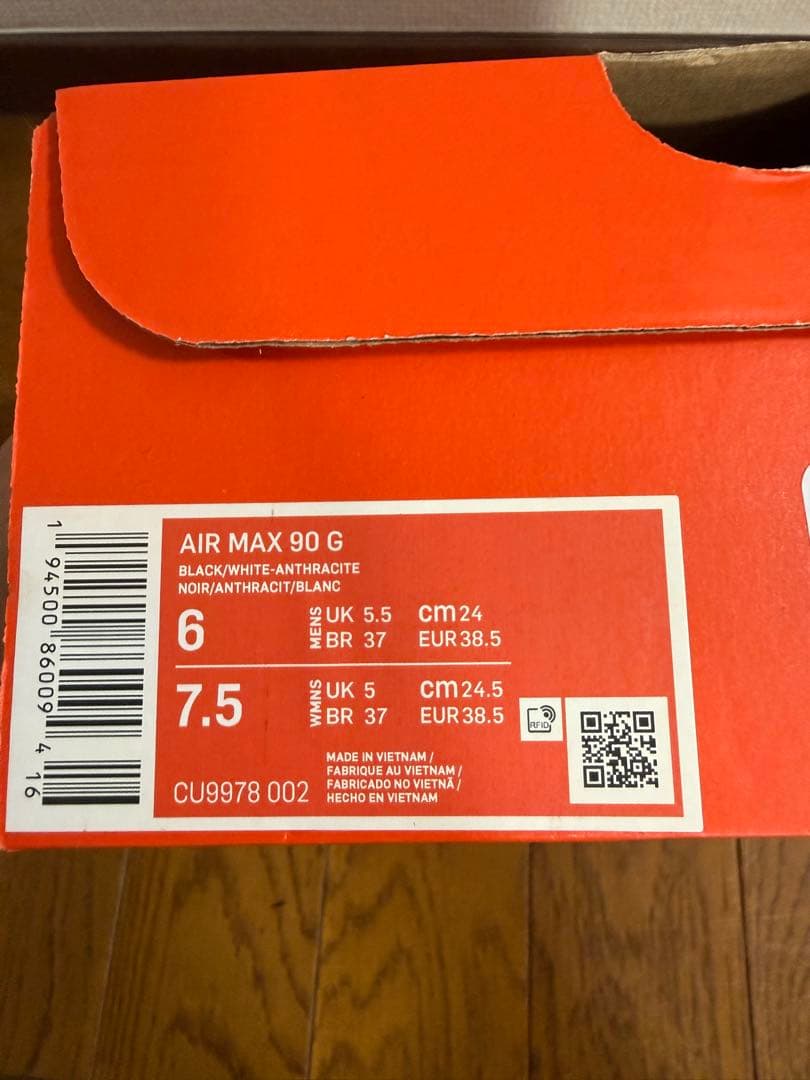 AIR MAX 90 G
BLACK/WHITE-ANTHRACITE
NOIR/ANTHRACIT/BLANC
6 MENS UK 5.5 cm 24
BR 37 EUR 38.5
7.5 WMNS UK 5 cm 24.5
BR 37 EUR 38.5
RFID
CU9978 002
MADE IN VIETNAM /
FABRIQUE AU VIETNAM /
FABRICADO NO VIETNÃ /
HECHO EN VIETNAM
1 94500 86009 4 16